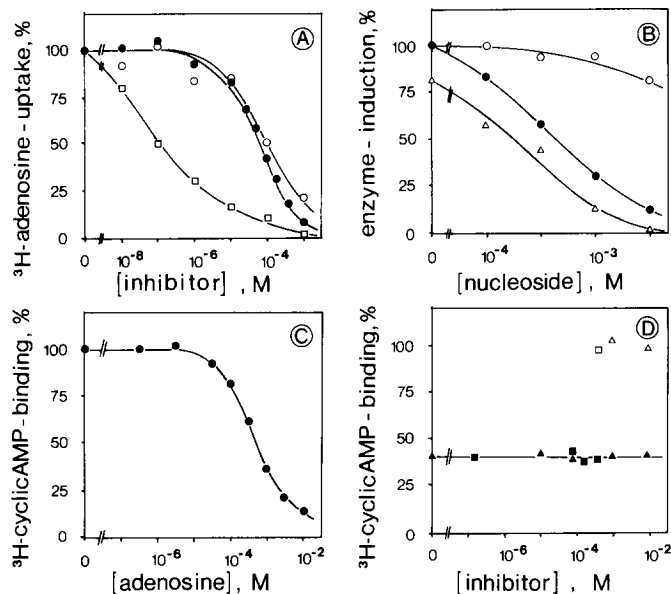 Ⓐ
³H-adenosine-uptake, %
100
75
50
25
0
0 10⁻⁸ 10⁻⁶ 10⁻⁴
[inhibitor] , M
Ⓑ
enzyme-induction, %
100
75
50
25
0
0 10⁻⁴ 10⁻³
[nucleoside] , M
Ⓒ
³H-cyclicAMP-binding, %
100
75
50
25
0
0 10⁻⁶ 10⁻⁴ 10⁻²
[adenosine] , M
Ⓓ
³H-cyclicAMP-binding, %
100
75
50
25
0
0 10⁻⁶ 10⁻⁴ 10⁻²
[inhibitor] , M